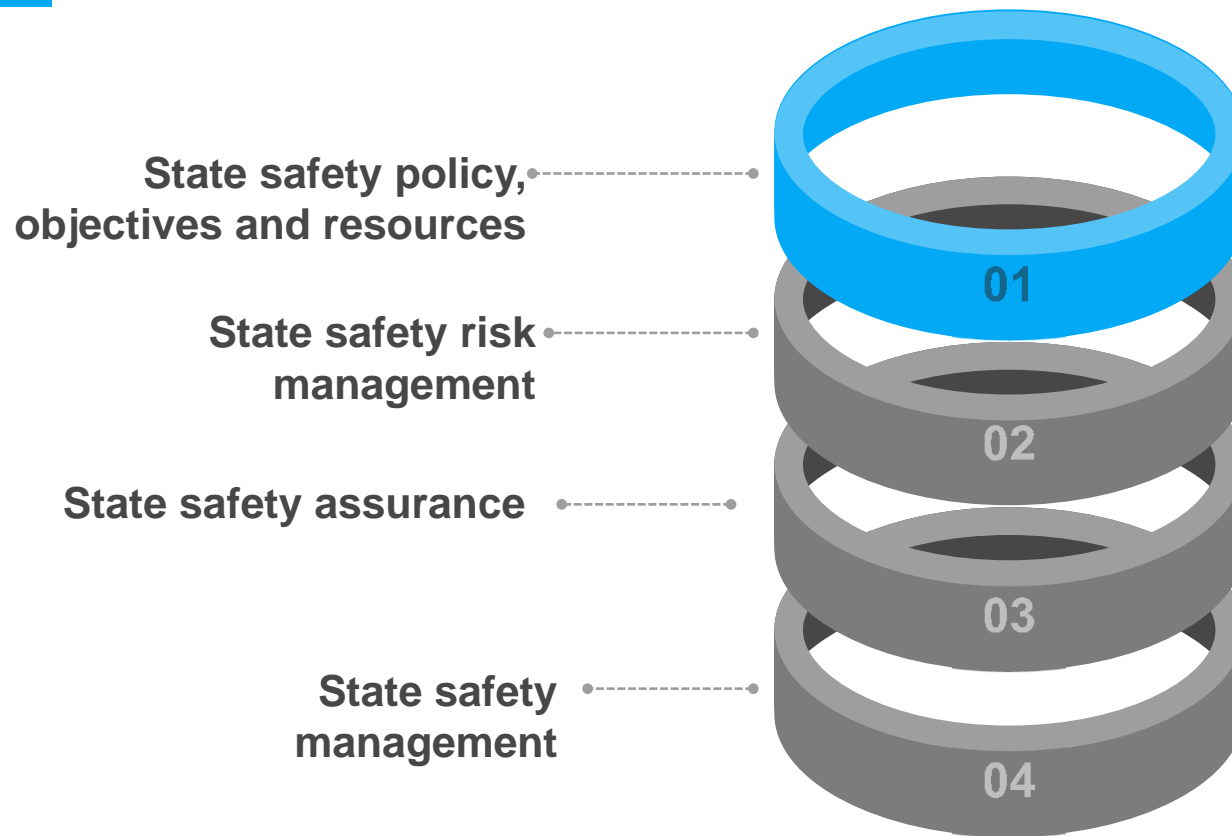 State safety policy,
objectives and resources
01
State safety risk
management
02
State safety assurance
03
State safety
management
04